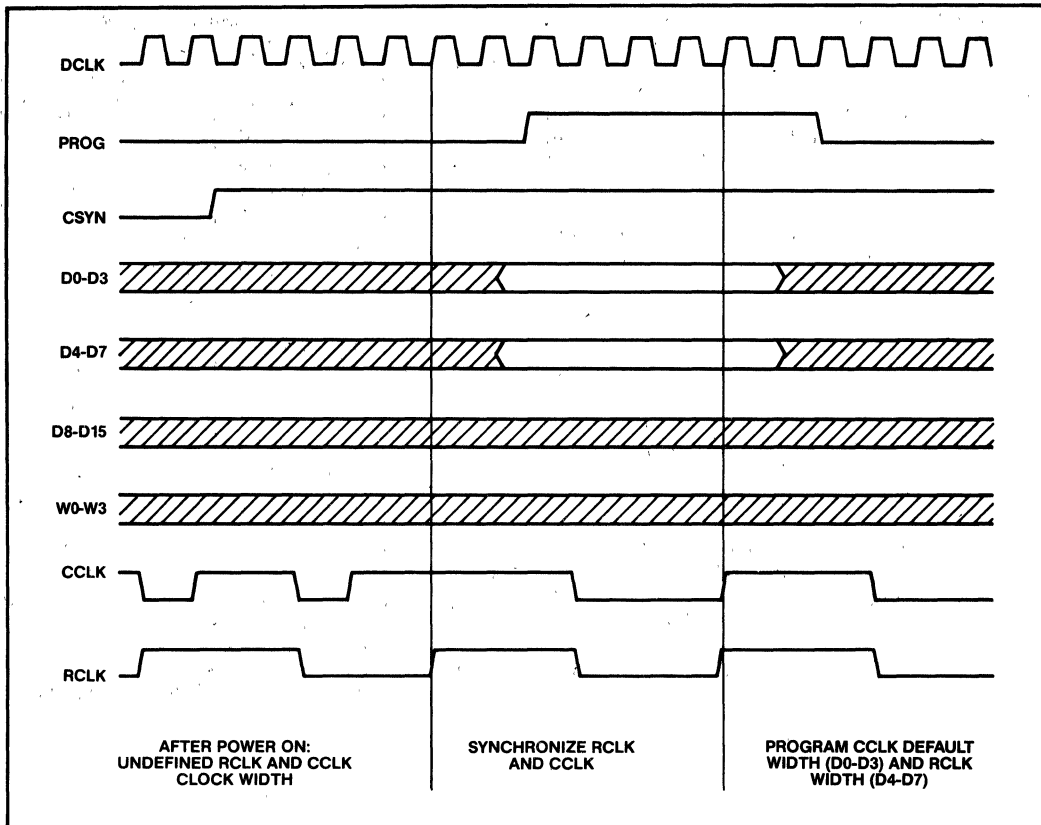 DCLK
PROG
CSYN
D0-D3
D4-D7
D8-D15
W0-W3
CCLK
RCLK
AFTER POWER ON:
UNDEFINED RCLK AND CCLK
CLOCK WIDTH
SYNCHRONIZE RCLK
AND CCLK
PROGRAM CCLK DEFAULT
WIDTH (D0-D3) AND RCLK
WIDTH (D4-D7)